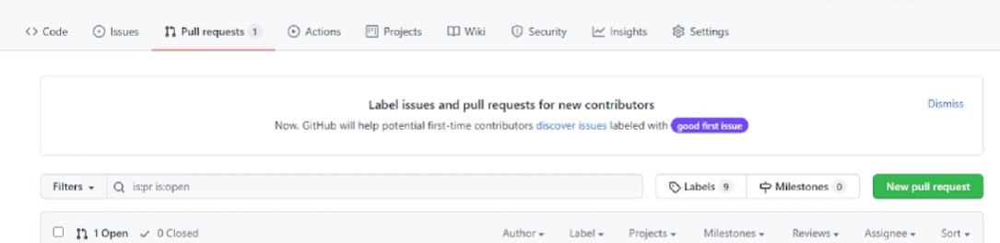 Code Issues Pull requests 1 Actions Projects Wiki Security Insights Settings
Label issues and pull requests for new contributors
Dismiss
Now, GitHub will help potential first-time contributors discover issues labeled with good first issue
Filters is:pr is:open Labels 9 Milestones 0 New pull request
1 Open 0 Closed Author Label Projects Milestones Reviews Assignee Sort